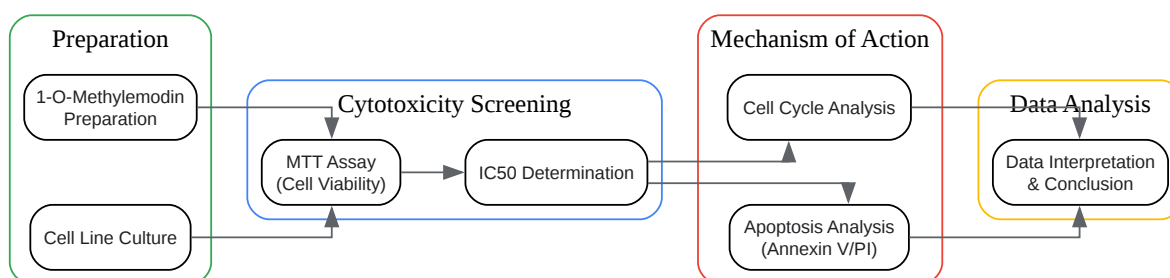 Preparation
1-O-Methylemodin
Preparation
Cell Line Culture
Cytotoxicity Screening
MTT Assay
(Cell Viability)
IC50 Determination
Mechanism of Action
Cell Cycle Analysis
Apoptosis Analysis
(Annexin V/PI)
Data Analysis
Data Interpretation
& Conclusion